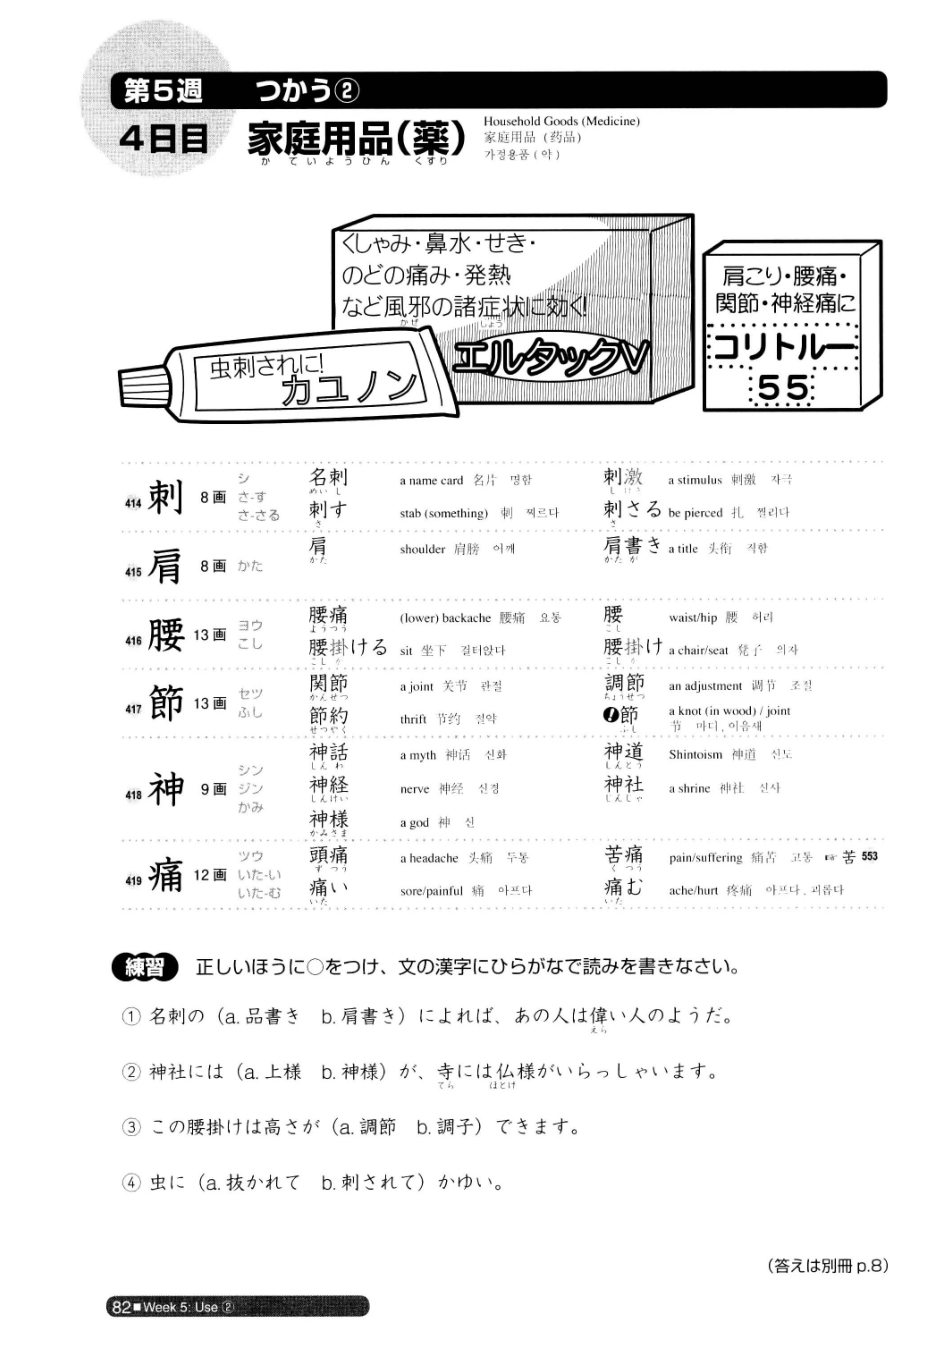 第5週 つかう②
4日目 家庭用品(薬)
かていようひん くすり
Household Goods (Medicine)
家庭用品 (药品)
가정용품 ( 약 )
くしゃみ・鼻水・せき・
のどの痛み・発熱
など風邪の諸症状に効く!
かぜ しょう
エルタックV
虫刺されに!
カユノン
肩こり・腰痛・
関節・神経痛に
コリトルー
55
414 刺 8画 シ さ-す さ-さる
名刺 めいし a name card 名片 명함
刺激 しげき a stimulus 刺激 자극
刺す さ stab (something) 刺 찌르다
刺さる さ be pierced 扎 찔리다
415 肩 8画 かた
肩 かた shoulder 肩膀 어깨
肩書き かたが a title 头衔 직함
416 腰 13画 ヨウ こし
腰痛 ようつう (lower) backache 腰痛 요통
腰 こし waist/hip 腰 허리
腰掛ける こしか sit 坐下 걸터앉다
腰掛け こしか a chair/seat 凳子 의자
417 節 13画 セツ ふし
関節 かんせつ a joint 关节 관절
調節 ちょうせつ an adjustment 调节 조절
節約 せつやく thrift 节约 절약
❗節 ふし a knot (in wood) / joint
节 마디, 이음새
418 神 9画 シン ジン かみ
神話 しんわ a myth 神话 신화
神道 しんとう Shintoism 神道 신도
神経 しんけい nerve 神经 신경
神社 じんじゃ a shrine 神社 신사
神様 かみさま a god 神 신
419 痛 12画 ツウ いた-い いた-む
頭痛 ずつう a headache 头痛 두통
苦痛 くつう pain/suffering 痛苦 고통 ☞ 苦 553
痛い いた sore/painful 痛 아프다
痛む いた ache/hurt 疼痛 아프다, 괴롭다
練習 正しいほうに○をつけ、文の漢字にひらがなで読みを書きなさい。
① 名刺の(a. 品書き b. 肩書き)によれば、あの人は偉い人のようだ。
えら
② 神社には(a. 上様 b. 神様)が、寺には仏様がいらっしゃいます。
てら ほとけ
③ この腰掛けは高さが(a. 調節 b. 調子)できます。
④ 虫に(a. 抜かれて b. 刺されて)かゆい。
(答えは別冊 p.8)
82 ■ Week 5: Use ②